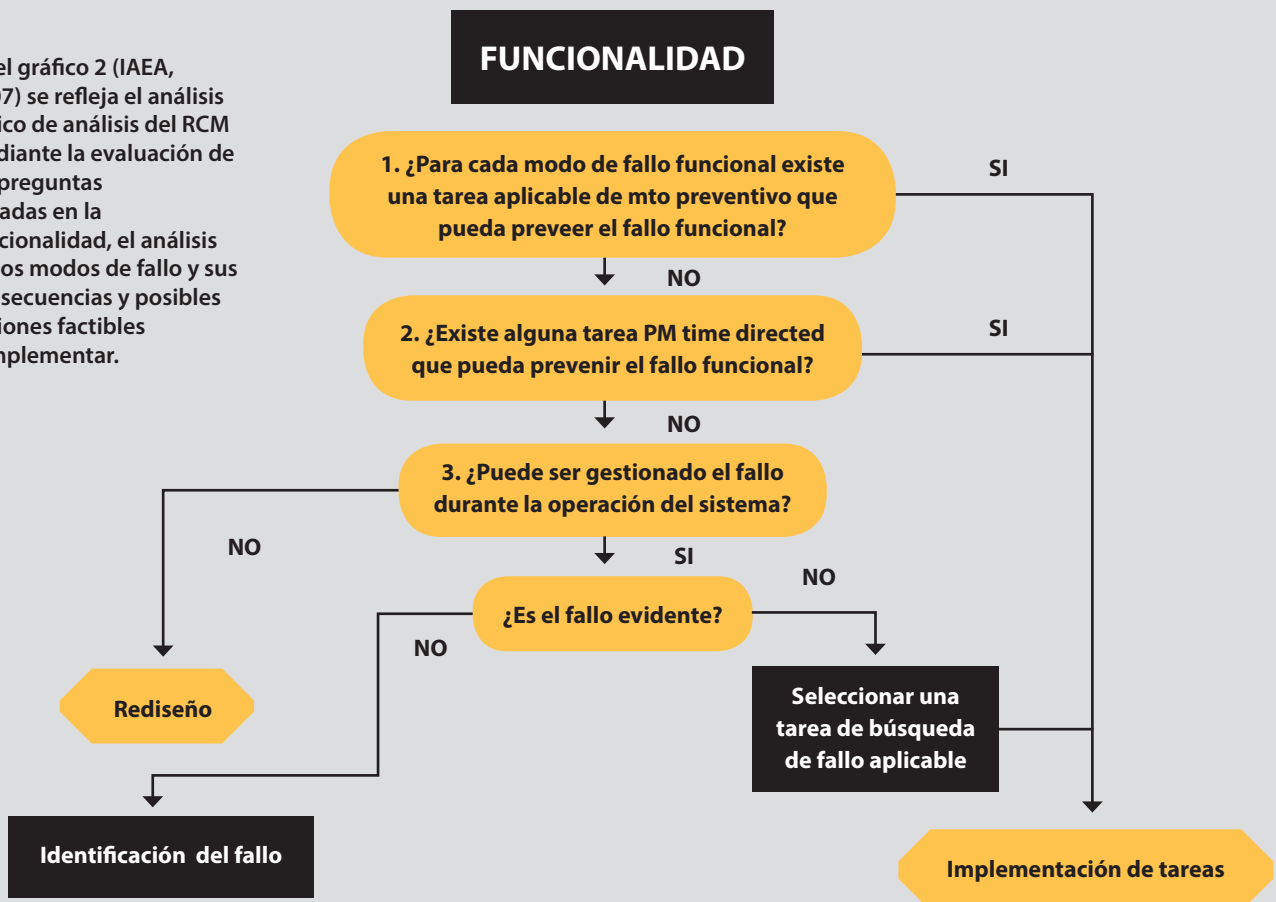 el gráfico 2 (IAEA,
07) se refleja el análisis
ico de análisis del RCM
diante la evaluación de
preguntas
adas en la
cionalidad, el análisis
os modos de fallo y sus
secuencias y posibles
iones factibles
mplementar.
FUNCIONALIDAD
1. ¿Para cada modo de fallo funcional existe
una tarea aplicable de mto preventivo que
pueda preveer el fallo funcional?
SI
NO
2. ¿Existe alguna tarea PM time directed
que pueda prevenir el fallo funcional?
SI
NO
3. ¿Puede ser gestionado el fallo
durante la operación del sistema?
NO
SI
¿Es el fallo evidente?
NO
NO
Rediseño
Seleccionar una
tarea de búsqueda
de fallo aplicable
Identificación del fallo
Implementación de tareas